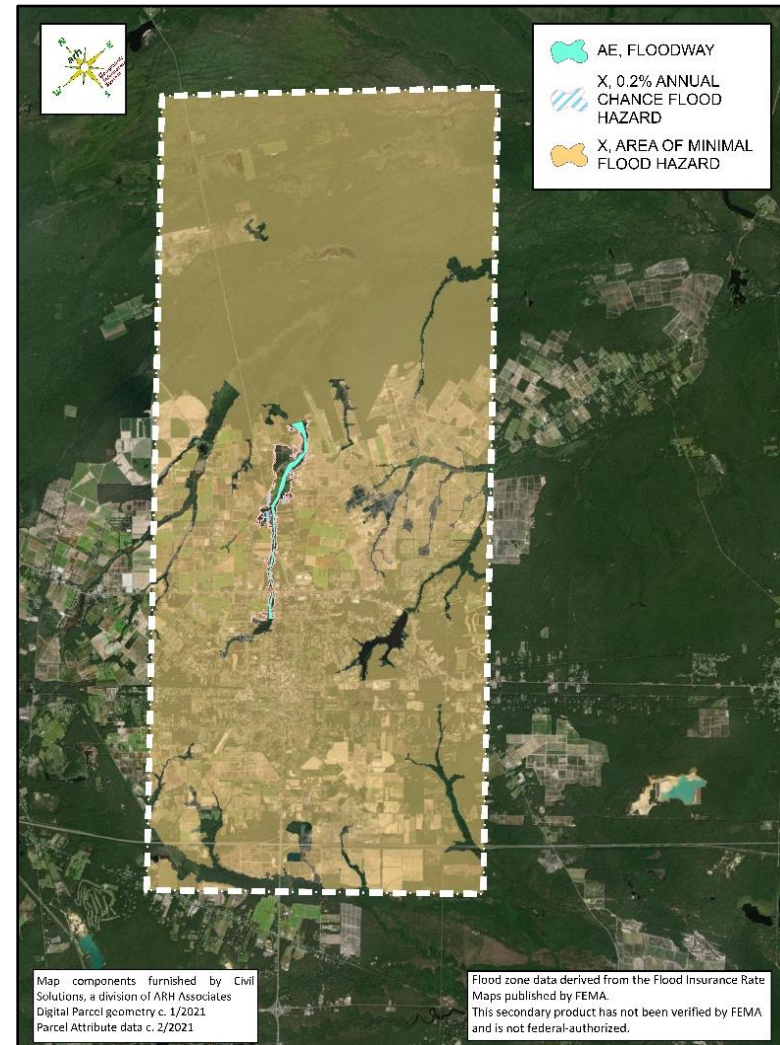 N
E
arh
W
S
AE, FLOODWAY
X, 0.2% ANNUAL
CHANCE FLOOD
HAZARD
X, AREA OF MINIMAL
FLOOD HAZARD
Map components furnished by Civil
Solutions, a division of ARH Associates
Digital Parcel geometry c. 1/2021
Parcel Attribute data c. 2/2021
Flood zone data derived from the Flood Insurance Rate
Maps published by FEMA.
This secondary product has not been verified by FEMA
and is not federal-authorized.